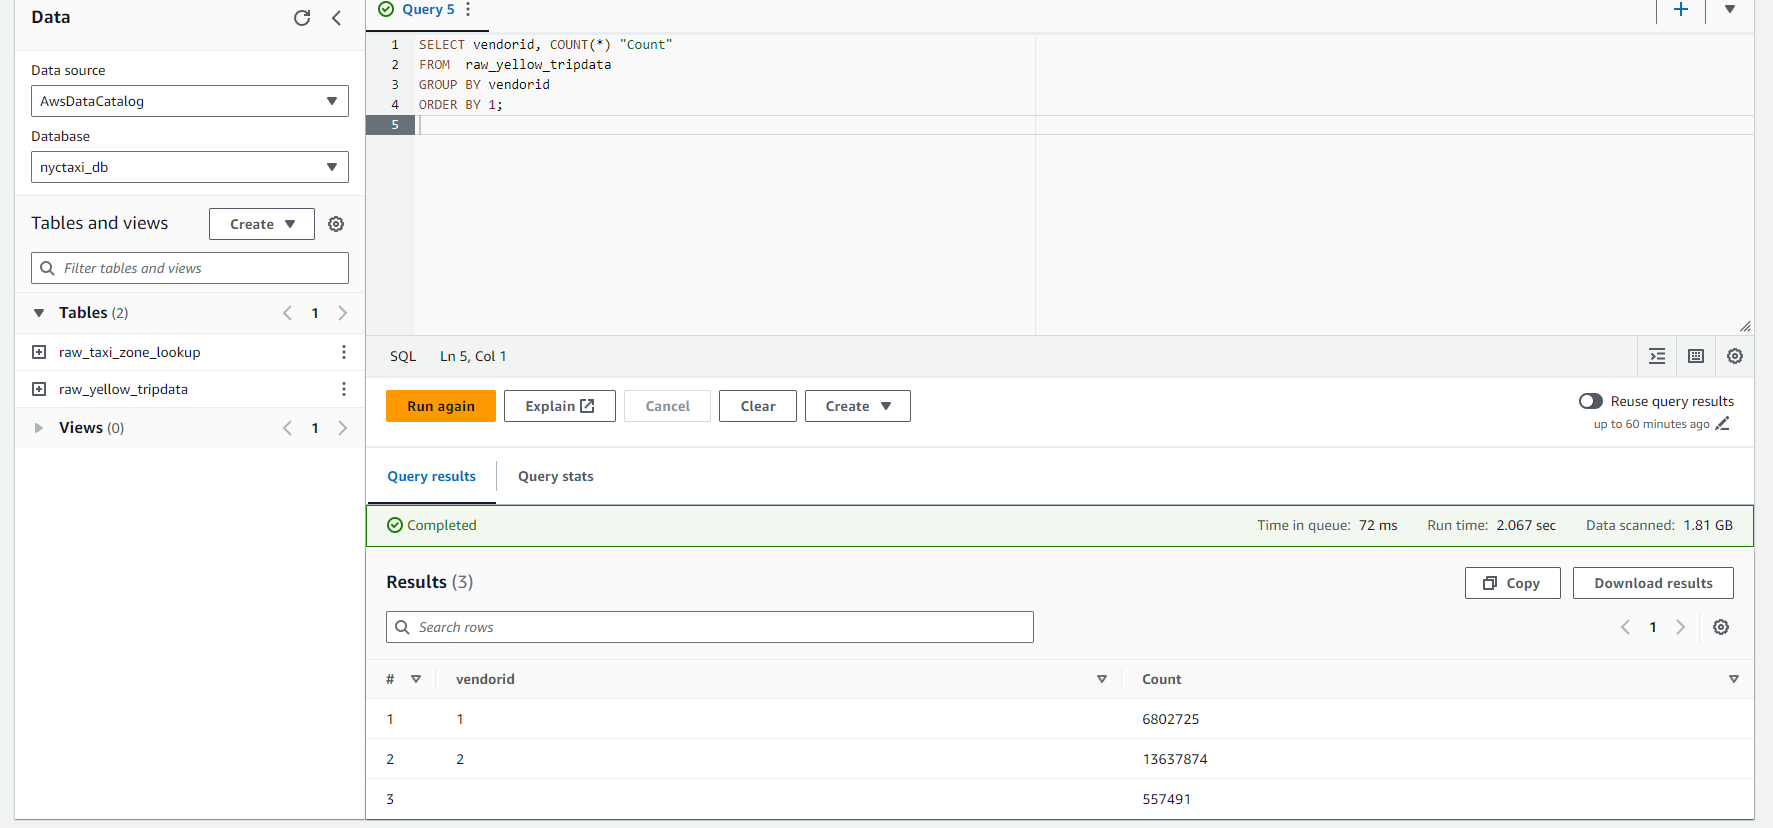 Data
Data source
AwsDataCatalog
Database
nyctaxi_db
Tables and views
Create
Filter tables and views
Tables (2)
1
raw_taxi_zone_lookup
raw_yellow_tripdata
Views (0)
1
Query 5
1 SELECT vendorid, COUNT(*) "Count"
2 FROM  raw_yellow_tripdata
3 GROUP BY vendorid
4 ORDER BY 1;
5
SQL Ln 5, Col 1
Run again Explain Cancel Clear Create
Reuse query results
up to 60 minutes ago
Query results Query stats
Completed Time in queue: 72 ms Run time: 2.067 sec Data scanned: 1.81 GB
Results (3) Copy Download results
Search rows 1
# vendorid Count
1 1 6802725
2 2 13637874
3 557491